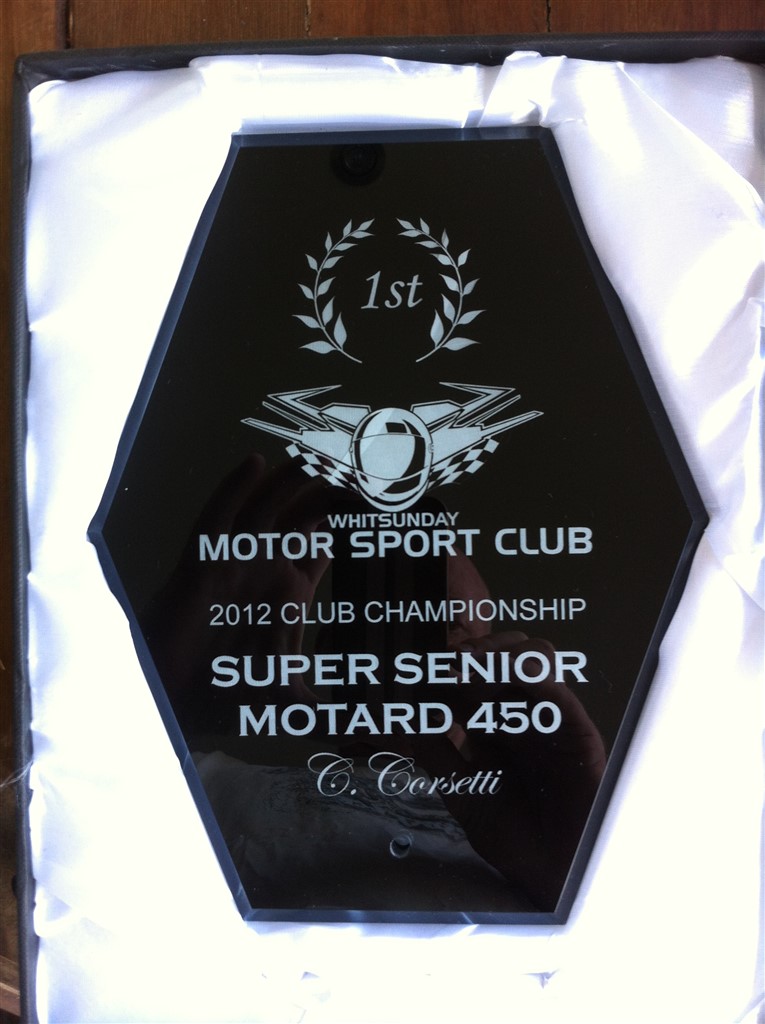 1st
WHITSUNDAY
MOTOR SPORT CLUB
2012 CLUB CHAMPIONSHIP
SUPER SENIOR
MOTARD 450
C. Corsetti